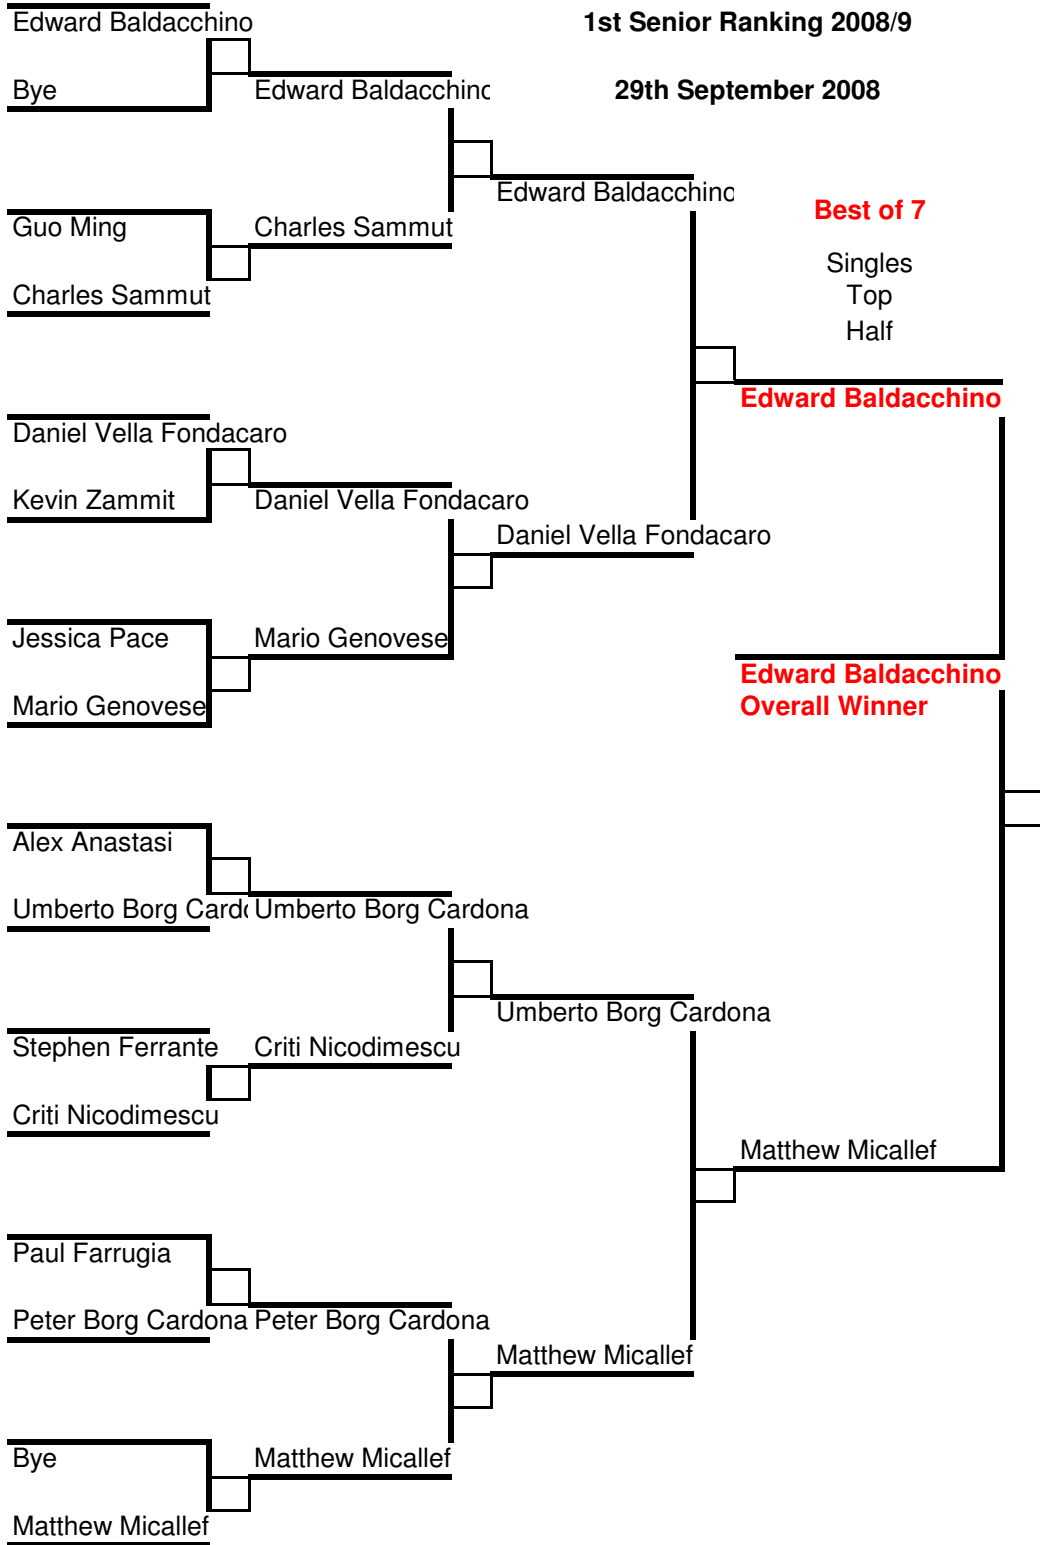 Edward Baldacchino
1st Senior Ranking 2008/9
Bye
Edward Baldacchino
29th September 2008
Edward Baldacchino
Best of 7
Guo Ming
Charles Sammut
Singles
Charles Sammut
Top
Half
Edward Baldacchino
Daniel Vella Fondacaro
Kevin Zammit
Daniel Vella Fondacaro
Daniel Vella Fondacaro
Jessica Pace
Mario Genovese
Edward Baldacchino
Mario Genovese
Overall Winner
Alex Anastasi
Umberto Borg Cardo
Umberto Borg Cardona
Umberto Borg Cardona
Stephen Ferrante
Criti Nicodimescu
Criti Nicodimescu
Matthew Micallef
Paul Farrugia
Peter Borg Cardona
Peter Borg Cardona
Matthew Micallef
Bye
Matthew Micallef
Matthew Micallef